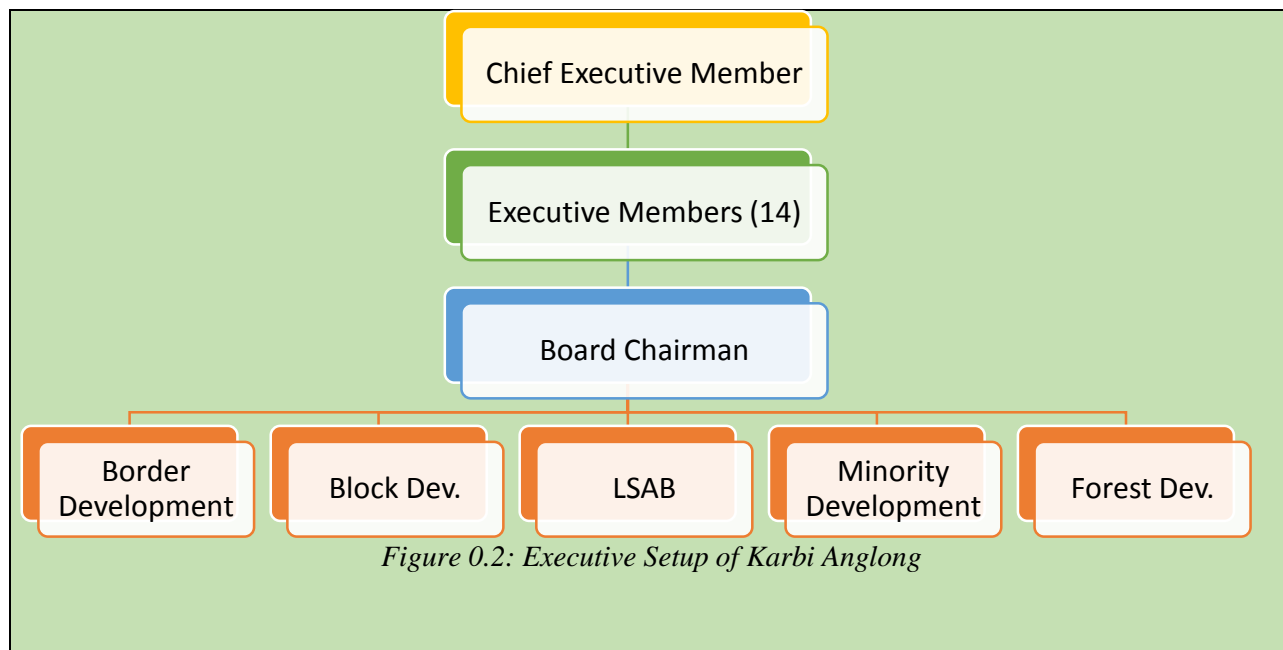 Chief Executive Member
Executive Members (14)
Board Chairman
Border
Development
Block Dev.
LSAB
Minority
Development
Forest Dev.
Figure 0.2: Executive Setup of Karbi Anglong